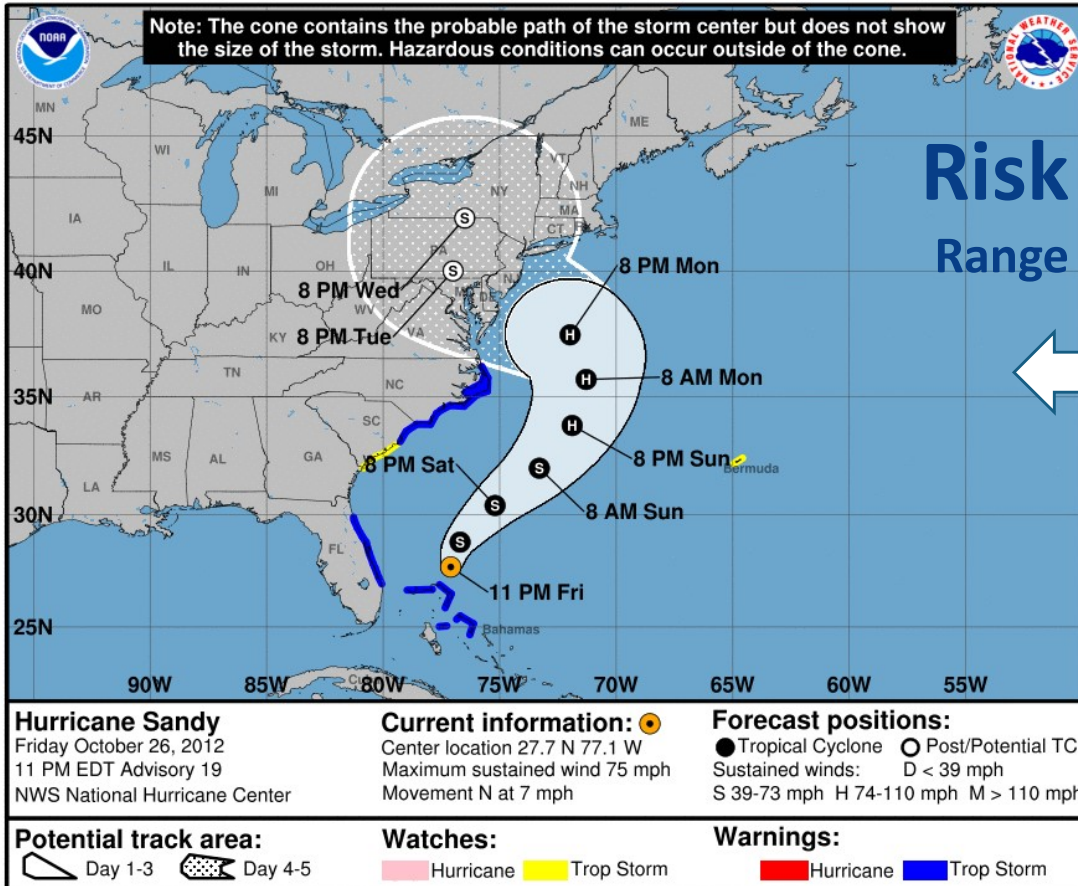 Note: The cone contains the probable path of the storm center but does not show
the size of the storm. Hazardous conditions can occur outside of the cone.
NOAA
NATIONAL WEATHER SERVICE
Risk
Range
MN
WI
MI
IA
IL
IN
OH
MO
KY
WV
VA
TN
NC
AR
SC
MS
AL
GA
LA
FL
PA
NY
VT
NH
ME
MA
CT
NJ
DE
45N
40N
35N
30N
25N
90W
85W
80W
75W
70W
65W
60W
55W
S
S
H
H
H
S
S
S
8 PM Mon
8 PM Wed
8 PM Tue
8 AM Mon
8 PM Sun
8 PM Sat
8 AM Sun
11 PM Fri
Bermuda
Bahamas
Hurricane Sandy
Friday October 26, 2012
11 PM EDT Advisory 19
NWS National Hurricane Center
Current information:
Center location 27.7 N 77.1 W
Maximum sustained wind 75 mph
Movement N at 7 mph
Forecast positions:
Tropical Cyclone Post/Potential TC
Sustained winds: D < 39 mph
S 39-73 mph H 74-110 mph M > 110 mph
Potential track area:
Day 1-3 Day 4-5
Watches:
Hurricane Trop Storm
Warnings:
Hurricane Trop Storm